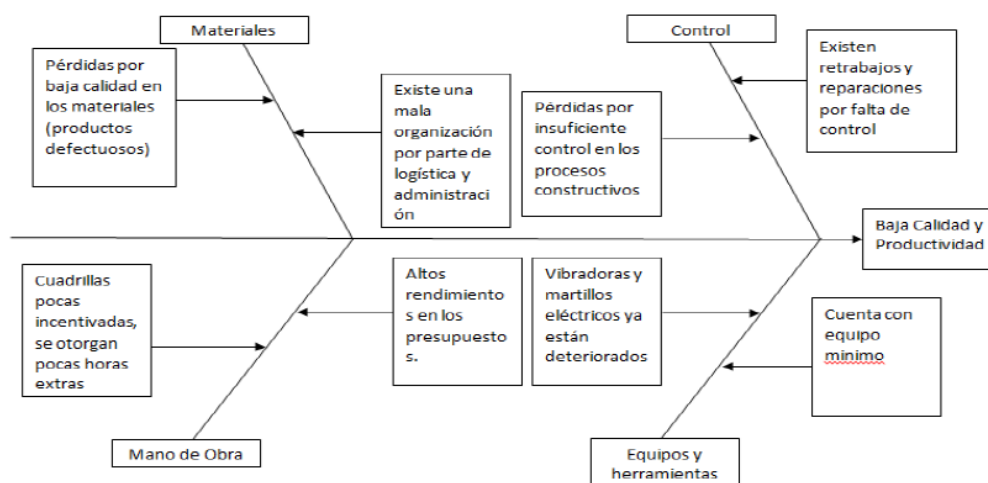 Materiales
Control
Pérdidas por
baja calidad en
los materiales
(productos
defectuosos)
Existe una
mala
organización
por parte de
logística y
administraci
ón
Pérdidas por
insuficiente
control en los
procesos
constructivos
Existen
retrabajos y
reparaciones
por falta de
control
Baja Calidad y
Productividad
Cuadrillas
pocas
incentivadas,
se otorgan
pocas horas
extras
Altos
rendimiento
s en los
presupuesto
s.
Vibradoras y
martillos
eléctricos ya
están
deteriorados
Cuenta con
equipo
minimo
Mano de Obra
Equipos y
herramientas